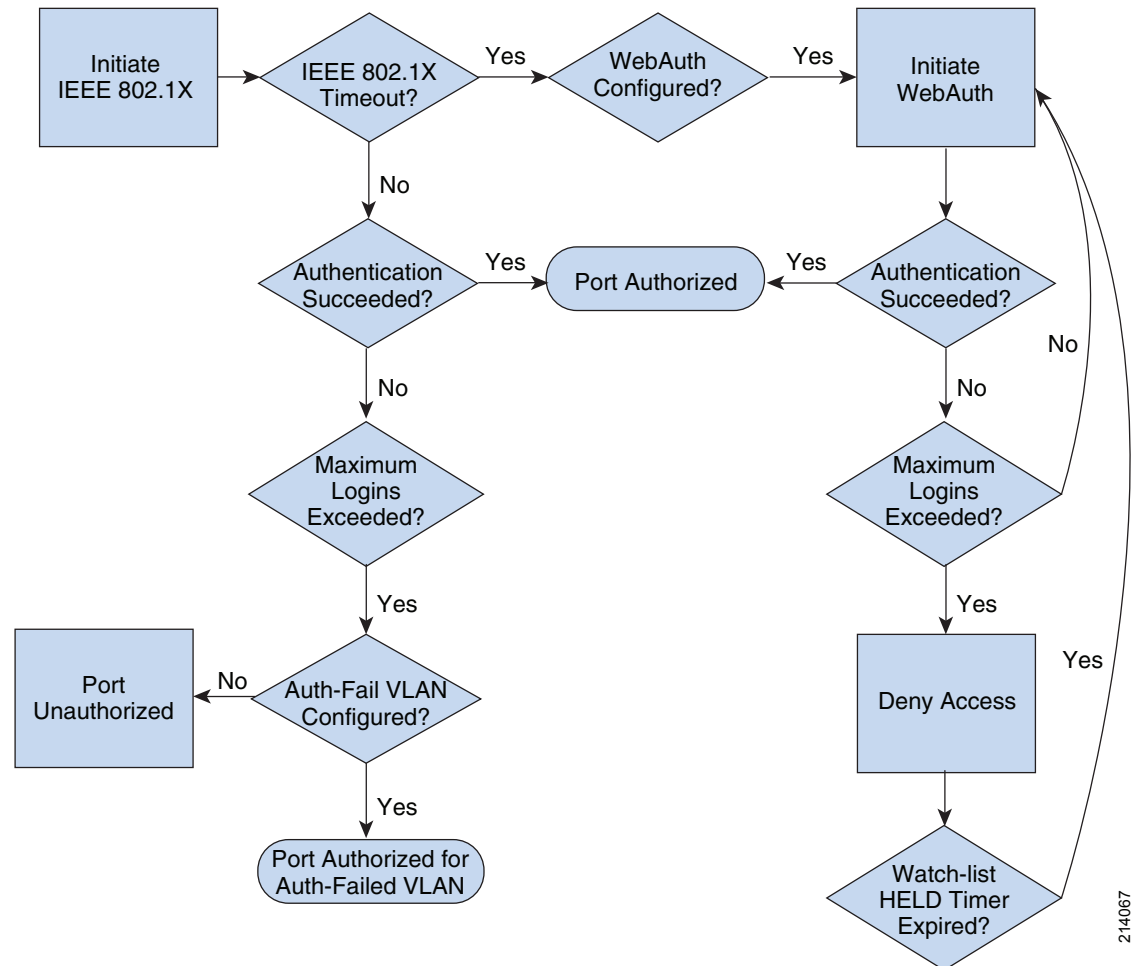 Initiate
IEEE 802.1X
IEEE 802.1X
Timeout?
Yes
WebAuth
Configured?
Yes
Initiate
WebAuth
No
Authentication
Succeeded?
Yes
Port Authorized
Yes
Authentication
Succeeded?
No
No
No
Maximum
Logins
Exceeded?
Maximum
Logins
Exceeded?
Yes
Yes
Port
Unauthorized
No
Auth-Fail VLAN
Configured?
Deny Access
Yes
Yes
Port Authorized for
Auth-Failed VLAN
Watch-list
HELD Timer
Expired?
214067